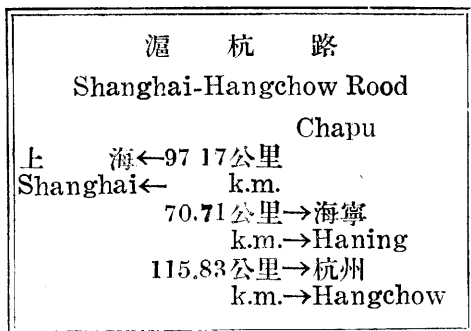 滬 杭 路
Shanghai-Hangchow Rood
Chapu
上 海←97 17公里
Shanghai← k.m.
70.71公里→海寧
k.m.→Haning
115.83公里→杭州
k.m.→Hangchow